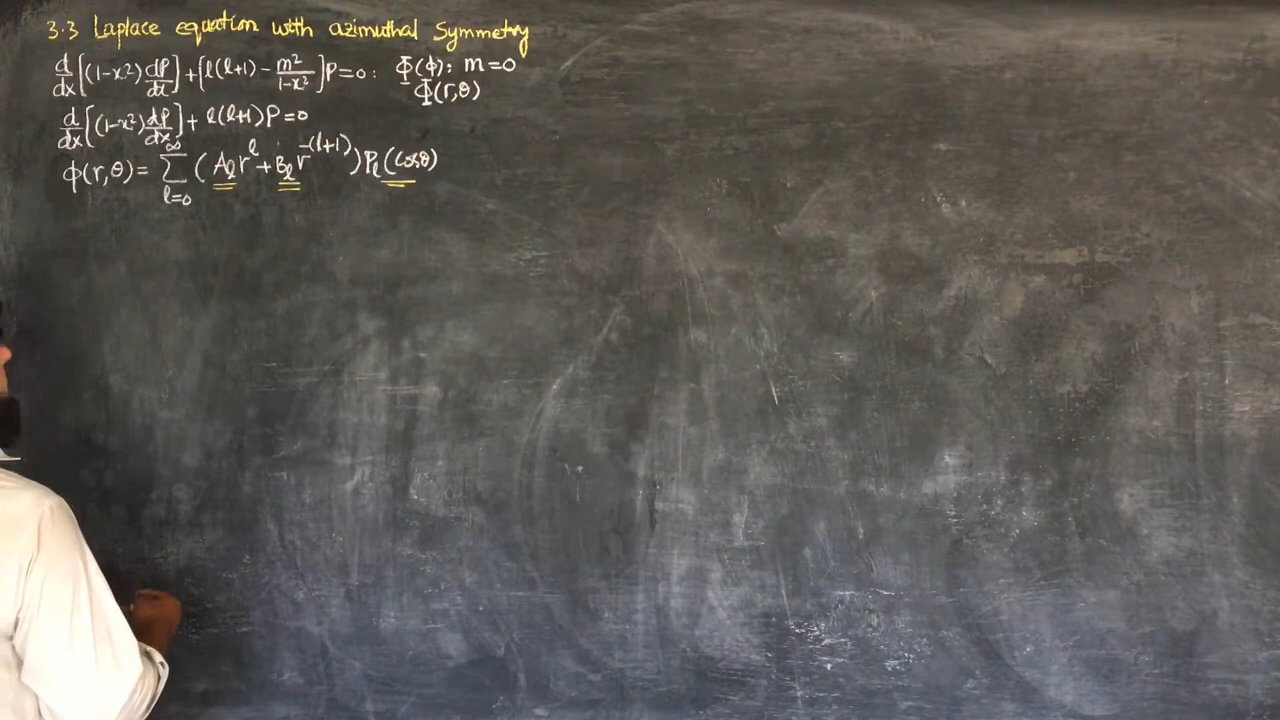 3.3 Laplace equation with azimuthal Symmetry
d/dx[(1-x²)dP/dx]+[l(l+1) - m²/(1-x²)]P=0: Φ(ϕ); m=0
Φ(r,θ)
d/dx[(1-x²)dP/dx]+ l(l+1)P=0
ϕ(r,θ)= ∑_{l=0}^{∞} (A_l r^l + B_l r^{-(l+1)}) P_l(cosθ)